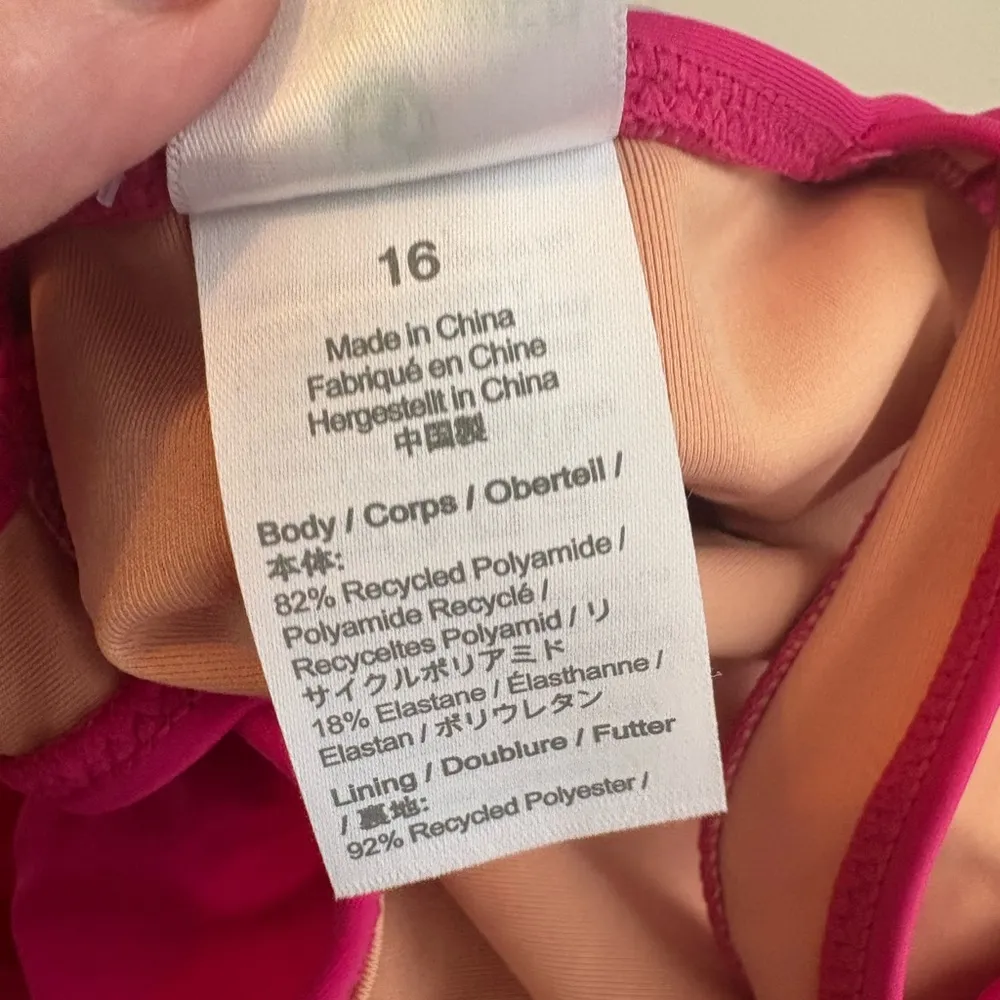 16
Made in China
Fabriqué en Chine
Hergestellt in China
中国製
Body / Corps / Oberteil /
本体:
82% Recycled Polyamide /
Polyamide Recyclé /
Recyceltes Polyamid / リ
サイクルポリアミド
18% Elastane / Élasthanne /
Elastan / ポリウレタン
Lining / Doublure / Futter
/ 裏地:
92% Recycled Polyester /